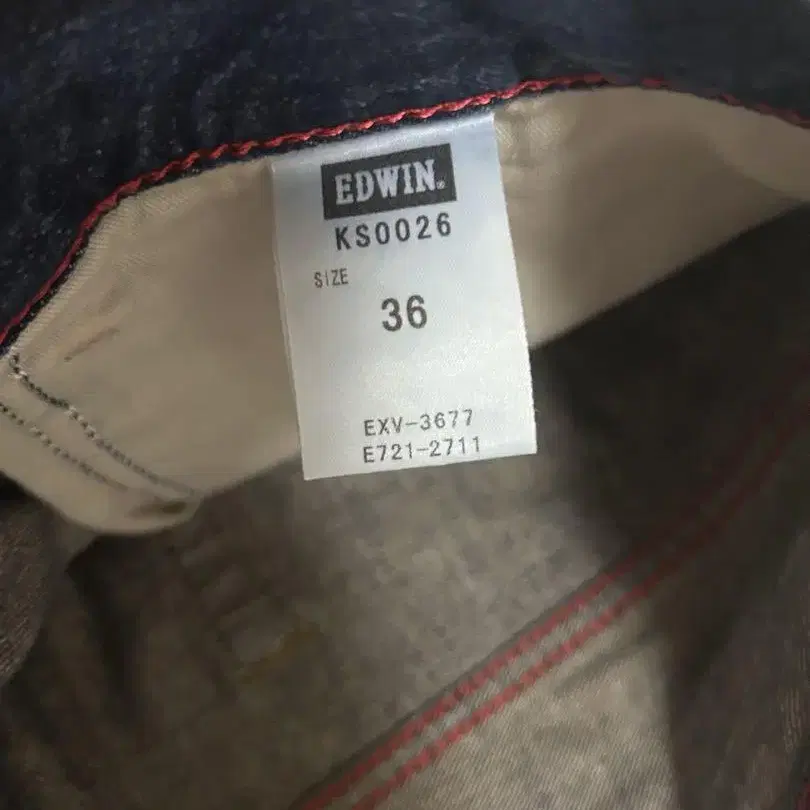 EDWIN®
KS0026
SIZE
36
EXV-3677
E721-2711